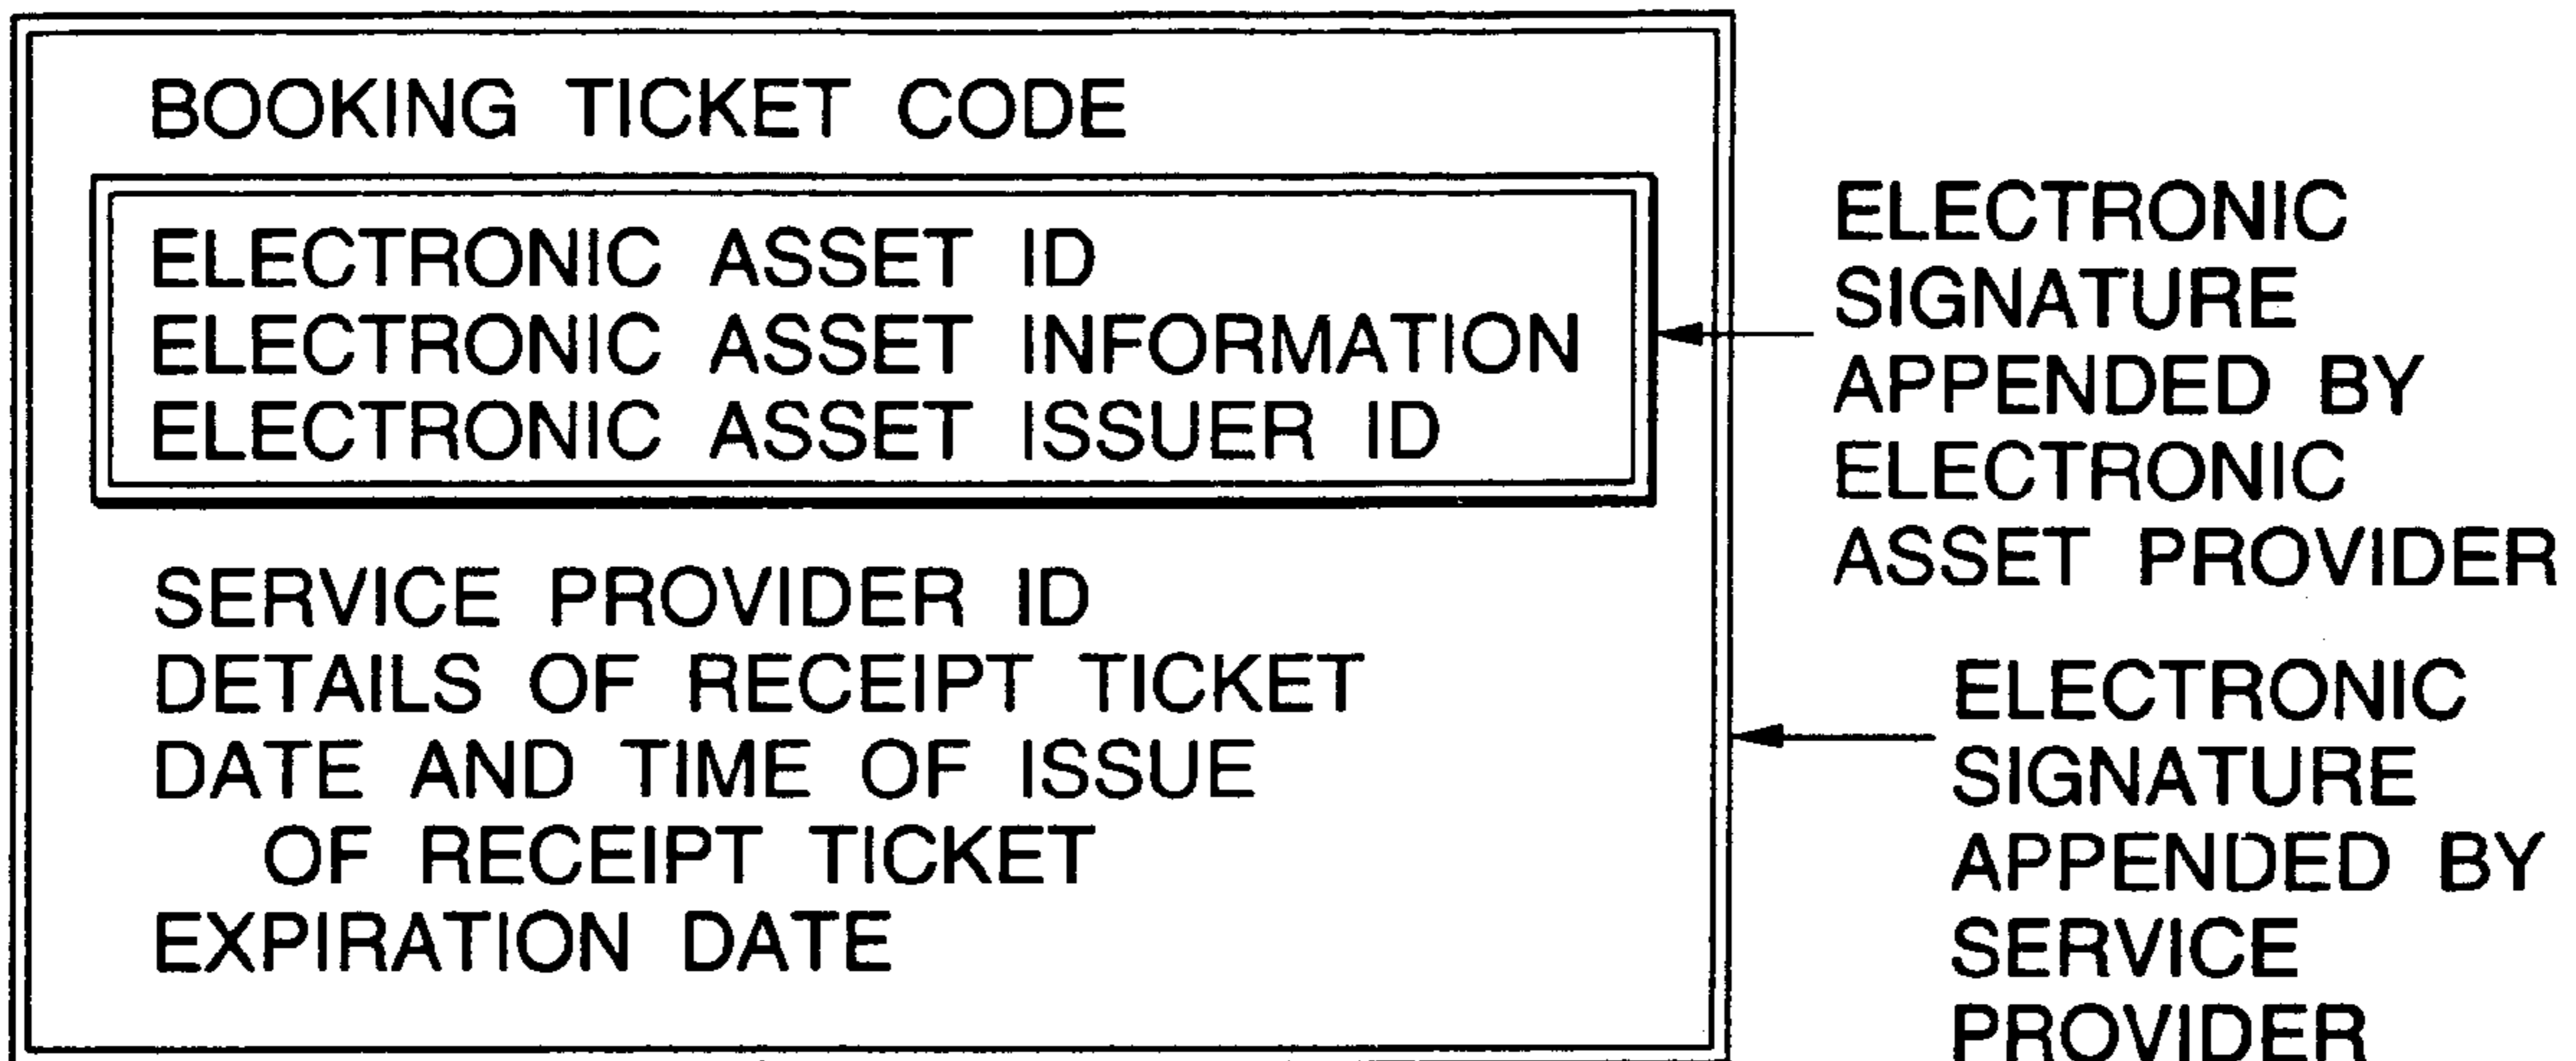 BOOKING TICKET CODE
ELECTRONIC ASSET ID
ELECTRONIC ASSET INFORMATION
ELECTRONIC ASSET ISSUER ID
SERVICE PROVIDER ID
DETAILS OF RECEIPT TICKET
DATE AND TIME OF ISSUE
OF RECEIPT TICKET
EXPIRATION DATE
ELECTRONIC
SIGNATURE
APPENDED BY
ELECTRONIC
ASSET PROVIDER
ELECTRONIC
SIGNATURE
APPENDED BY
SERVICE
PROVIDER